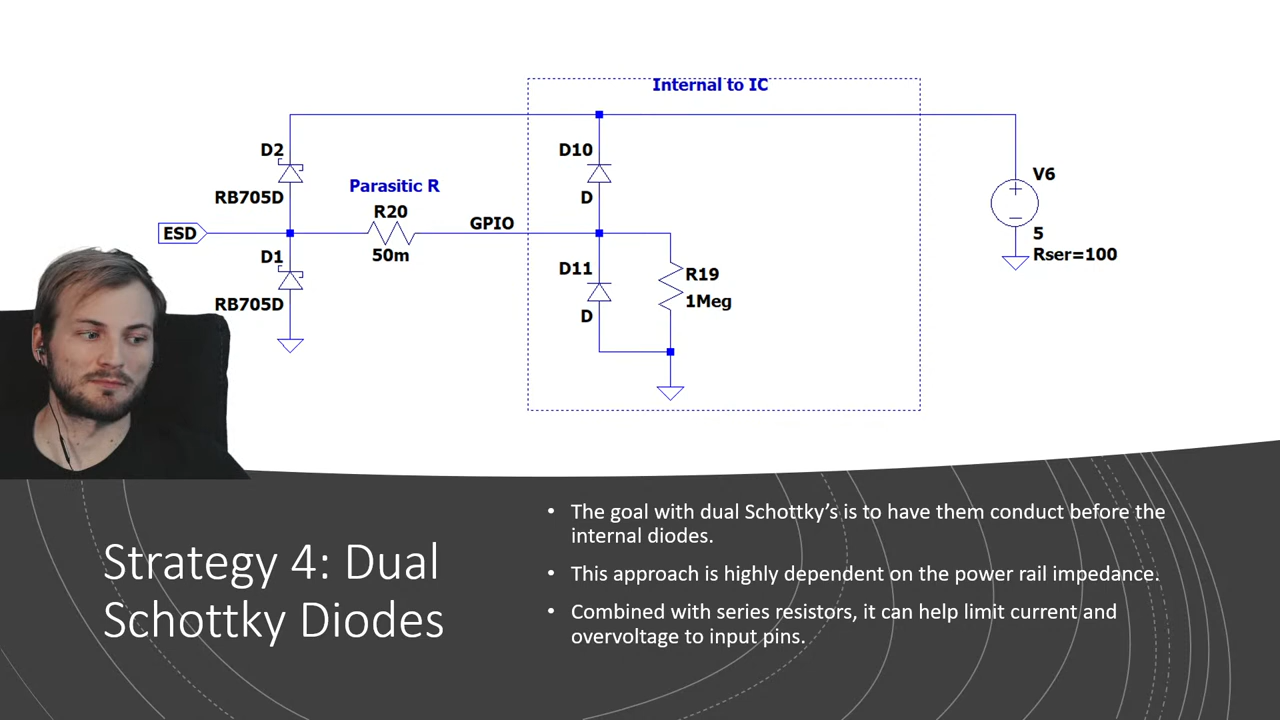 Internal to IC
D2
RB705D
Parasitic R
R20
50m
GPIO
ESD
D1
RB705D
D10
D
D11
D
R19
1Meg
V6
+
−
5
Rser=100
Strategy 4: Dual
Schottky Diodes
• The goal with dual Schottky’s is to have them conduct before the
internal diodes.
• This approach is highly dependent on the power rail impedance.
• Combined with series resistors, it can help limit current and
overvoltage to input pins.